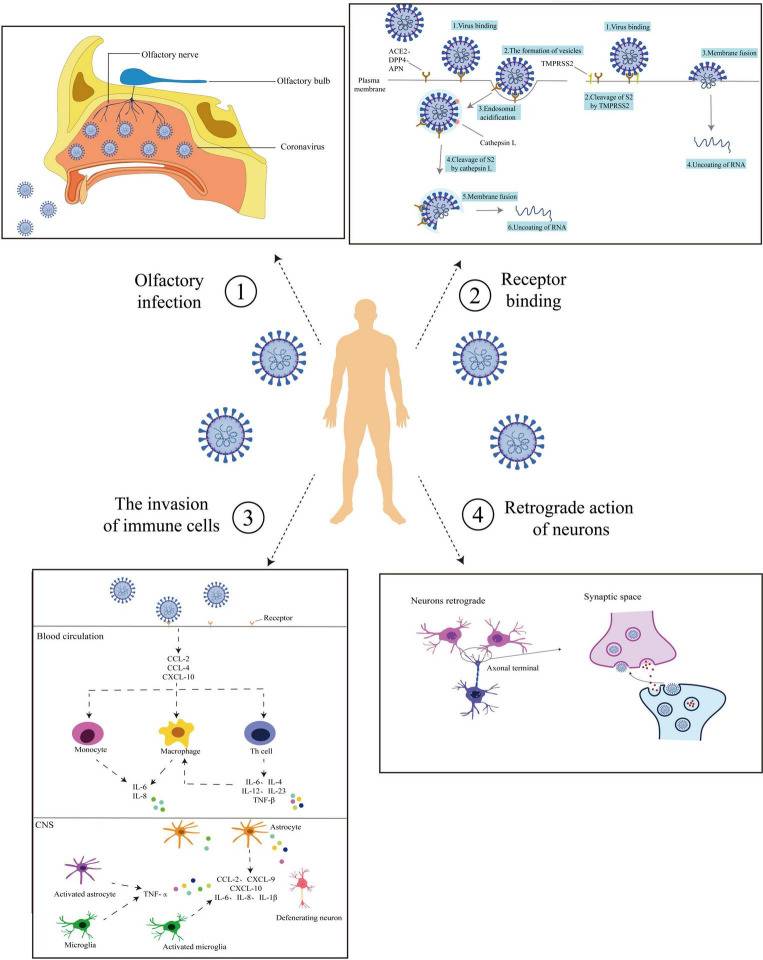 Olfactory nerve
Olfactory bulb
Coronavirus
1.Virus binding
1.Virus binding
ACE2、
DPP4、
APN
2.The formation of vesicles
TMPRSS2
3.Membrane fusion
Plasma
membrane
3.Endosomal
acidification
2.Cleavage of S2
by TMPRSS2
Cathepsin L
4.Cleavage of S2
by cathepsin L
4.Uncoating of RNA
5.Membrane fusion
6.Uncoating of RNA
Olfactory
infection
1
2
Receptor
binding
The invasion
of immune cells
3
4
Retrograde action
of neurons
Receptor
Blood circulation
CCL-2
CCL-4
CXCL-10
Monocyte
Macrophage
Th cell
IL-6
IL-8
IL-6、IL-4
IL-12、IL-23
TNF-β
CNS
Astrocyte
Activated astrocyte
TNF-α
CCL-2、CXCL-9
CXCL-10
IL-6、IL-8、IL-1β
Defenerating neuron
Microglia
Activated microglia
Neurons retrograde
Synaptic space
Axonal terminal